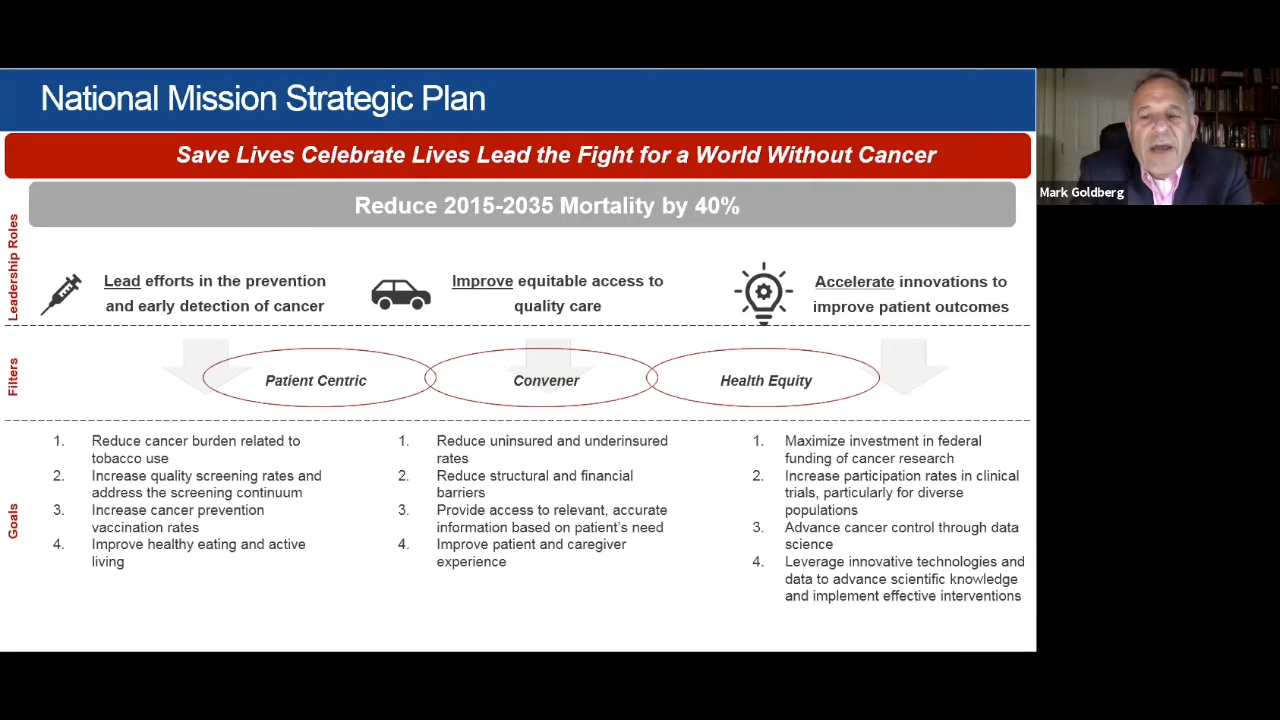 National Mission Strategic Plan
Save Lives Celebrate Lives Lead the Fight for a World Without Cancer
Reduce 2015-2035 Mortality by 40%
Mark Goldberg
Leadership Roles
Lead efforts in the prevention
and early detection of cancer
Improve equitable access to
quality care
Accelerate innovations to
improve patient outcomes
Filters
Patient Centric
Convener
Health Equity
Goals
1. Reduce cancer burden related to
tobacco use
2. Increase quality screening rates and
address the screening continuum
3. Increase cancer prevention
vaccination rates
4. Improve healthy eating and active
living
1. Reduce uninsured and underinsured
rates
2. Reduce structural and financial
barriers
3. Provide access to relevant, accurate
information based on patient's need
4. Improve patient and caregiver
experience
1. Maximize investment in federal
funding of cancer research
2. Increase participation rates in clinical
trials, particularly for diverse
populations
3. Advance cancer control through data
science
4. Leverage innovative technologies and
data to advance scientific knowledge
and implement effective interventions